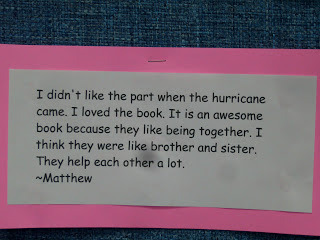 I didn't like the part when the hurricane
came. I loved the book. It is an awesome
book because they like being together. I
think they were like brother and sister.
They help each other a lot.
~Matthew